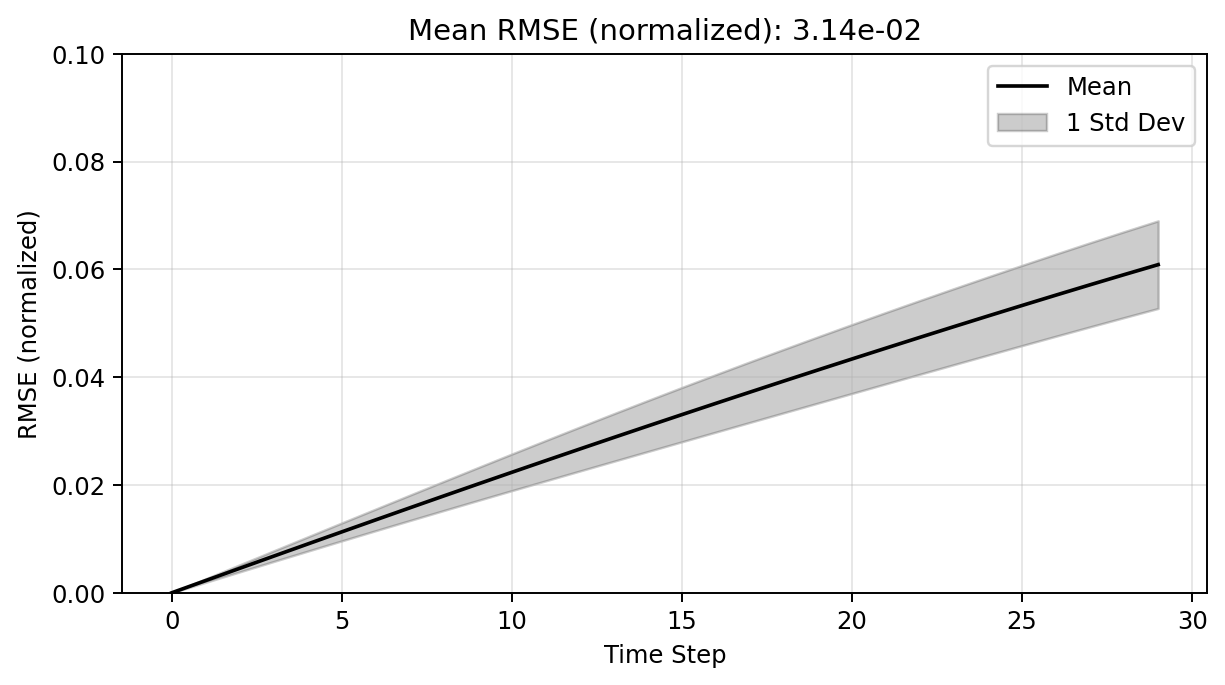 Mean RMSE (normalized): 3.14e-02
0.10
0.08
0.06
0.04
0.02
0.00
RMSE (normalized)
Mean
1 Std Dev
0 5 10 15 20 25 30
Time Step